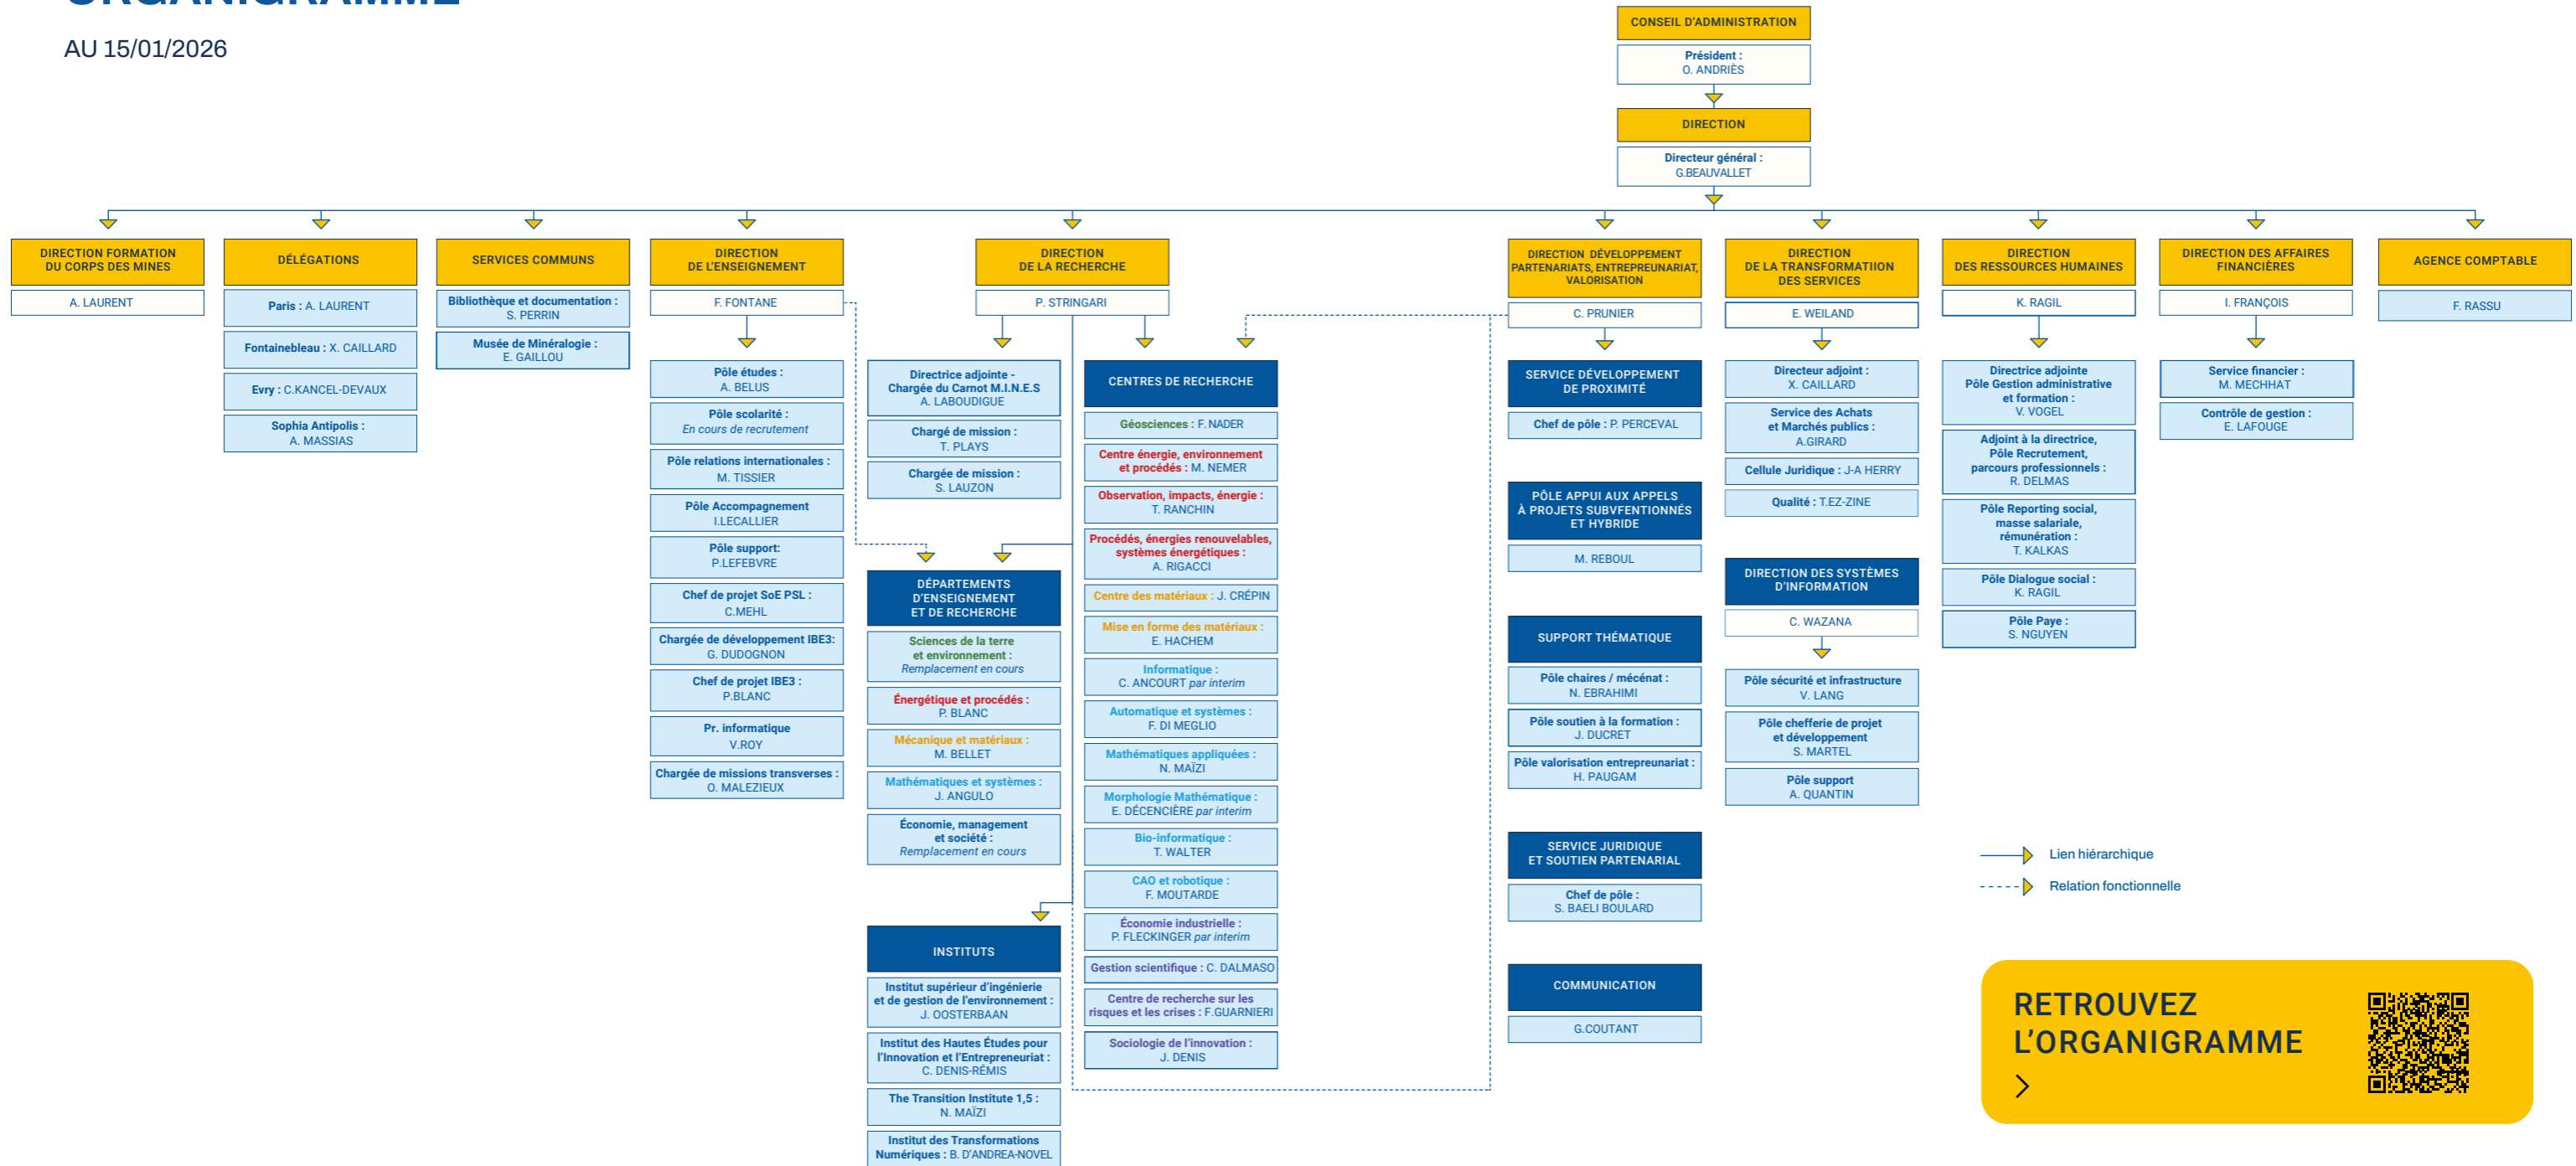 ORGANIGRAMME
AU 15/01/2026
CONSEIL D'ADMINISTRATION
Président :
O. ANDRIÈS
DIRECTION
Directeur général :
G.BEAUVALLET
DIRECTION FORMATION
DU CORPS DES MINES
A. LAURENT
DÉLÉGATIONS
Paris : A. LAURENT
Fontainebleau : X. CAILLARD
Evry : C.KANCEL-DEVAUX
Sophia Antipolis :
A. MASSIAS
SERVICES COMMUNS
Bibliothèque et documentation :
S. PERRIN
Musée de Minéralogie :
E. GAILLOU
DIRECTION
DE L'ENSEIGNEMENT
F. FONTANE
Pôle études :
A. BELUS
Pôle scolarité :
En cours de recrutement
Pôle relations internationales :
M. TISSIER
Pôle Accompagnement
I.LECALLIER
Pôle support:
P.LEFEBVRE
Chef de projet SoE PSL :
C.MEHL
Chargée de développement IBE3:
G. DUDOGNON
Chef de projet IBE3 :
P.BLANC
Pr. informatique
V.ROY
Chargée de missions transverses :
O. MALEZIEUX
DIRECTION
DE LA RECHERCHE
P. STRINGARI
Directrice adjointe -
Chargée du Carnot M.I.N.E.S
A. LABOUDIGUE
Chargé de mission :
T. PLAYS
Chargée de mission :
S. LAUZON
DÉPARTEMENTS
D'ENSEIGNEMENT
ET DE RECHERCHE
Sciences de la terre
et environnement :
Remplacement en cours
Énergétique et procédés :
P. BLANC
Mécanique et matériaux :
M. BELLET
Mathématiques et systèmes :
J. ANGULO
Économie, management
et société :
Remplacement en cours
INSTITUTS
Institut supérieur d'ingénierie
et de gestion de l'environnement :
J. OOSTERBAAN
Institut des Hautes Études pour
l'Innovation et l'Entrepreneuriat :
C. DENIS-RÉMIS
The Transition Institute 1,5 :
N. MAÏZI
Institut des Transformations
Numériques : B. D'ANDREA-NOVEL
CENTRES DE RECHERCHE
Géosciences : F. NADER
Centre énergie, environnement
et procédés : M. NEMER
Observation, impacts, énergie :
T. RANCHIN
Procédés, énergies renouvelables,
systèmes énergétiques :
A. RIGACCI
Centre des matériaux : J. CRÉPIN
Mise en forme des matériaux :
E. HACHEM
Informatique :
C. ANCOURT par interim
Automatique et systèmes :
F. DI MEGLIO
Mathématiques appliquées :
N. MAÏZI
Morphologie Mathématique :
E. DÉCENCIÈRE par interim
Bio-informatique :
T. WALTER
CAO et robotique :
F. MOUTARDE
Économie industrielle :
P. FLECKINGER par interim
Gestion scientifique : C. DALMASO
Centre de recherche sur les
risques et les crises : F.GUARNIERI
Sociologie de l'innovation :
J. DENIS
DIRECTION DÉVELOPPEMENT
PARTENARIATS, ENTREPREUNARIAT,
VALORISATION
C. PRUNIER
SERVICE DÉVELOPPEMENT
DE PROXIMITÉ
Chef de pôle : P. PERCEVAL
PÔLE APPUI AUX APPELS
À PROJETS SUBVFENTIONNÉS
ET HYBRIDE
M. REBOUL
SUPPORT THÉMATIQUE
Pôle chaires / mécénat :
N. EBRAHIMI
Pôle soutien à la formation :
J. DUCRET
Pôle valorisation entrepreunariat :
H. PAUGAM
SERVICE JURIDIQUE
ET SOUTIEN PARTENARIAL
Chef de pôle :
S. BAELI BOULARD
COMMUNICATION
G.COUTANT
DIRECTION
DE LA TRANSFORMATIION
DES SERVICES
E. WEILAND
Directeur adjoint :
X. CAILLARD
Service des Achats
et Marchés publics :
A.GIRARD
Cellule Juridique : J-A HERRY
Qualité : T.EZ-ZINE
DIRECTION DES SYSTÈMES
D'INFORMATION
C. WAZANA
Pôle sécurité et infrastructure
V. LANG
Pôle chefferie de projet
et développement
S. MARTEL
Pôle support
A. QUANTIN
DIRECTION
DES RESSOURCES HUMAINES
K. RAGIL
Directrice adjointe
Pôle Gestion administrative
et formation :
V. VOGEL
Adjoint à la directrice,
Pôle Recrutement,
parcours professionnels :
R. DELMAS
Pôle Reporting social,
masse salariale,
rémunération :
T. KALKAS
Pôle Dialogue social :
K. RAGIL
Pôle Paye :
S. NGUYEN
DIRECTION DES AFFAIRES
FINANCIÈRES
I. FRANÇOIS
Service financier :
M. MECHHAT
Contrôle de gestion :
E. LAFOUGE
AGENCE COMPTABLE
F. RASSU
Lien hiérarchique
Relation fonctionnelle
RETROUVEZ
L'ORGANIGRAMME